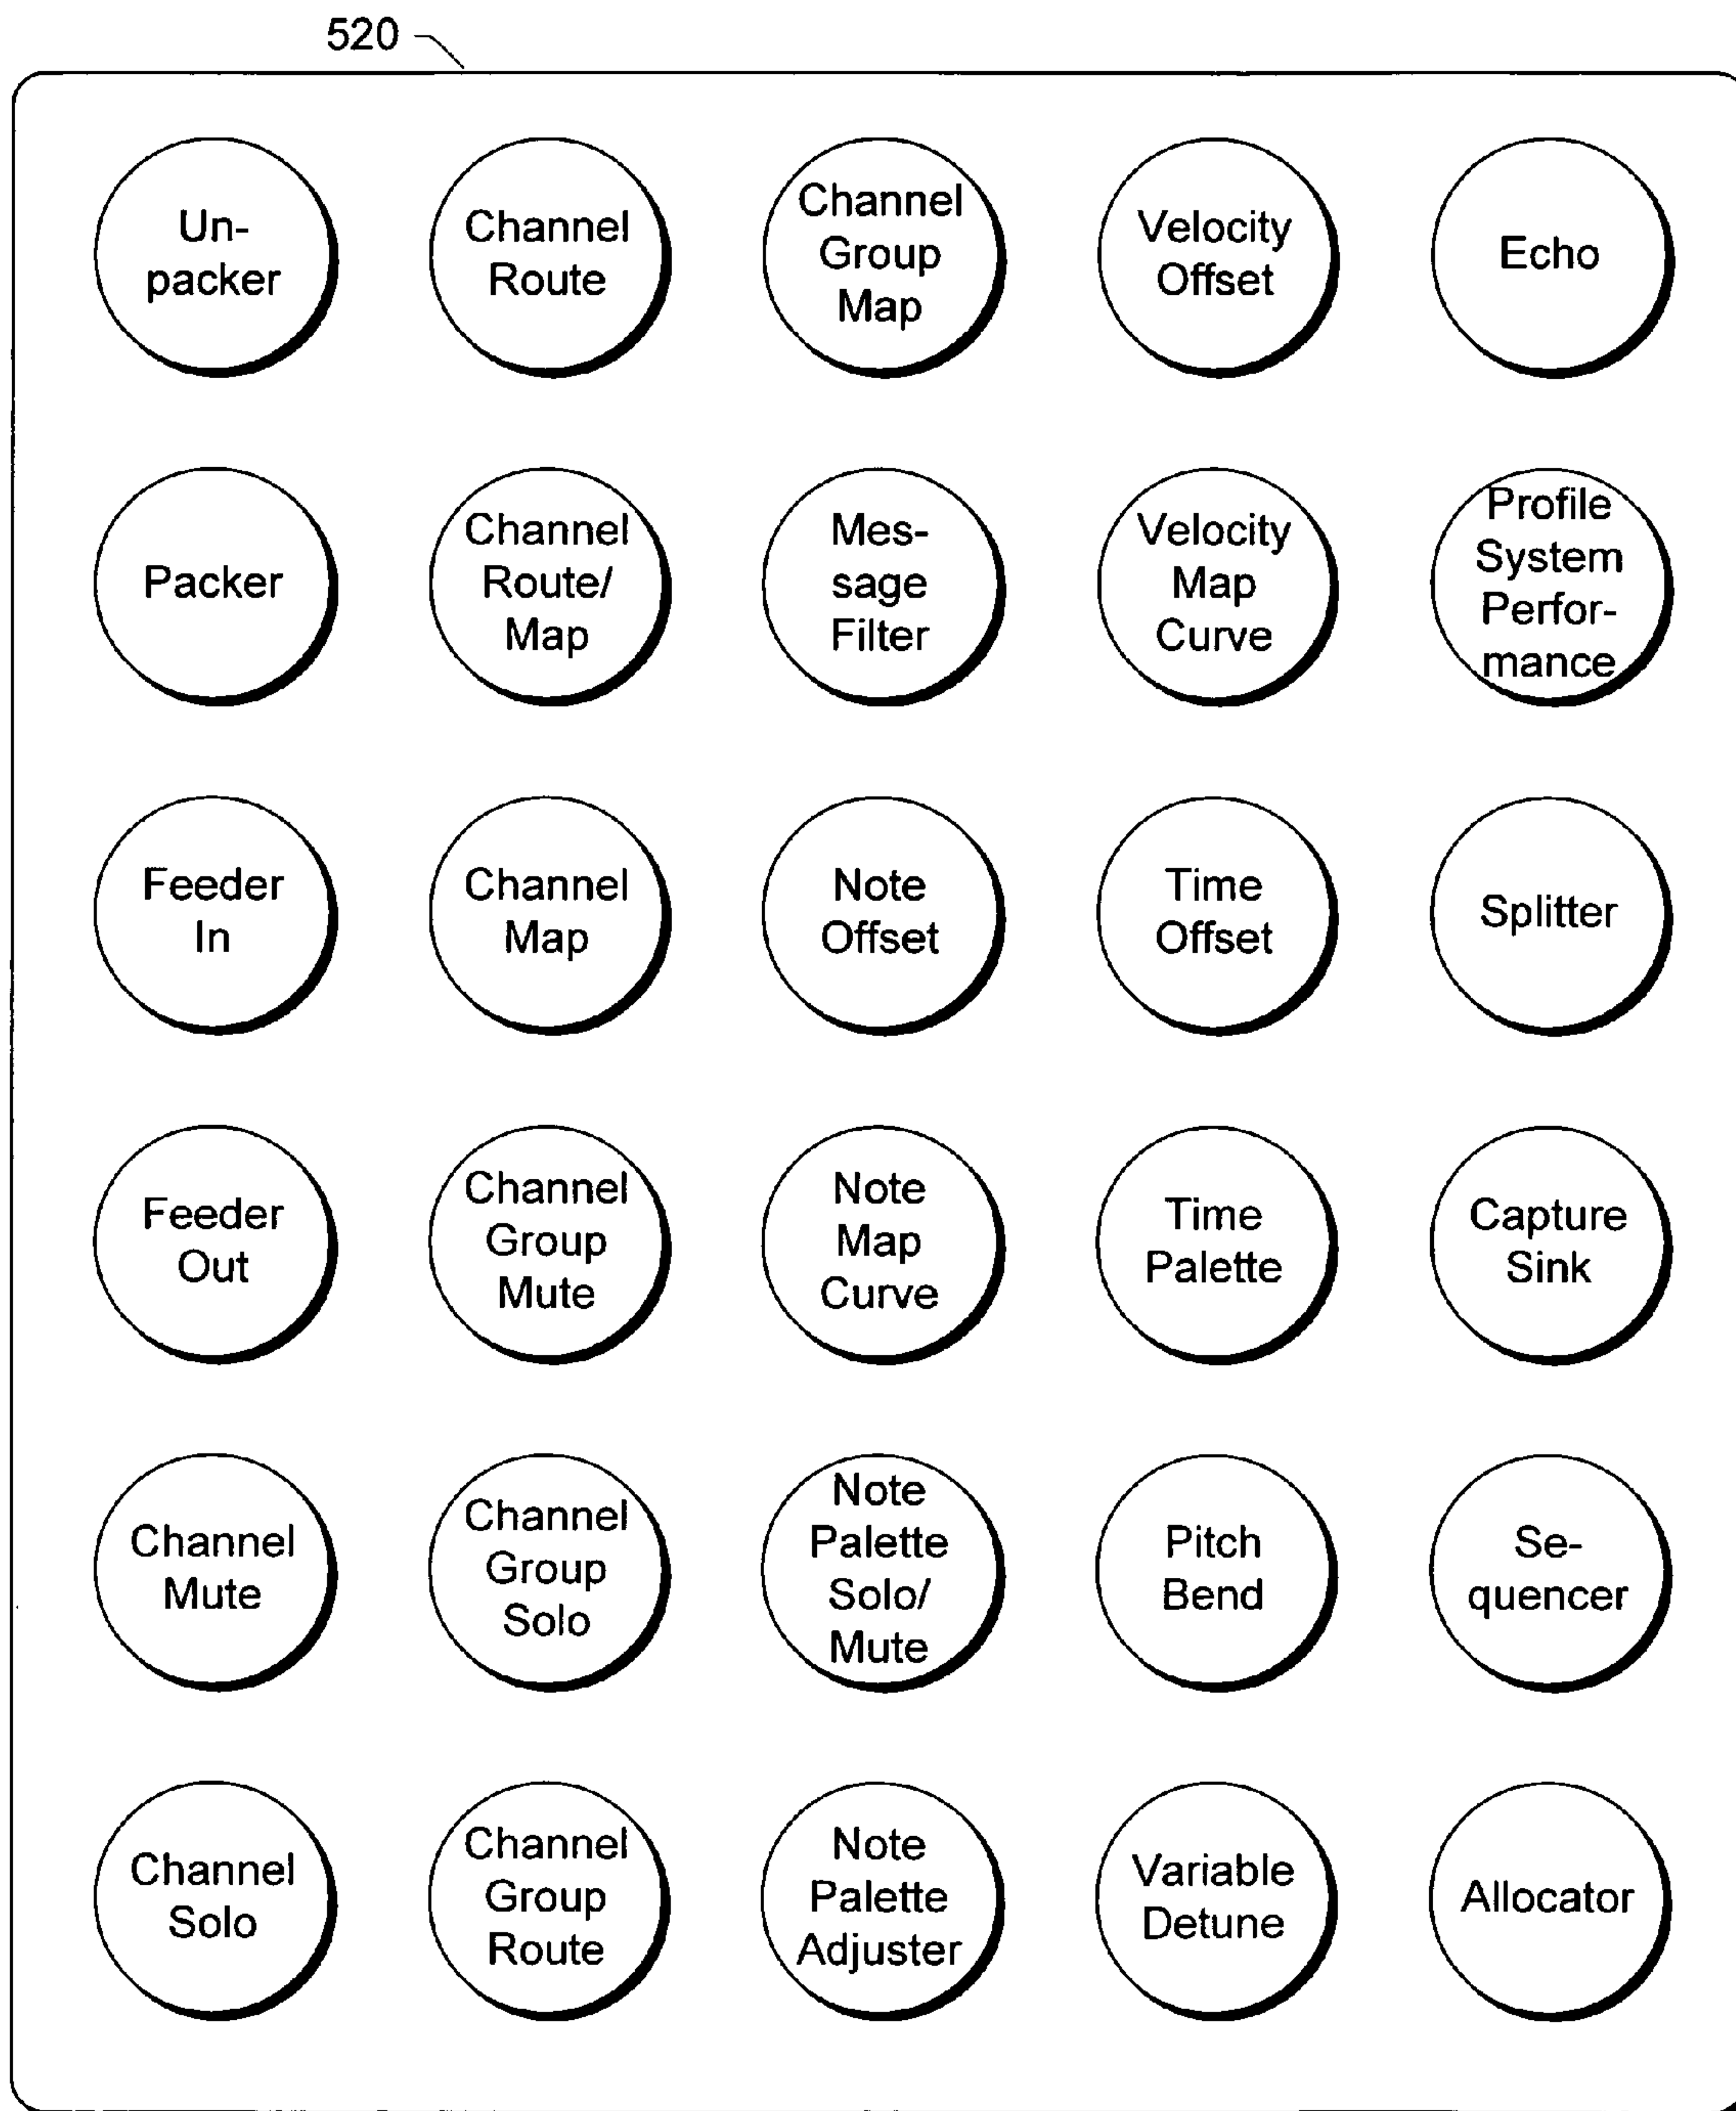 520
Un-
packer
Channel
Route
Channel
Group
Map
Velocity
Offset
Echo
Packer
Channel
Route/
Map
Mes-
sage
Filter
Velocity
Map
Curve
Profile
System
Perfor-
mance
Feeder
In
Channel
Map
Note
Offset
Time
Offset
Splitter
Feeder
Out
Channel
Group
Mute
Note
Map
Curve
Time
Palette
Capture
Sink
Channel
Mute
Channel
Group
Solo
Note
Palette
Solo/
Mute
Pitch
Bend
Se-
quencer
Channel
Solo
Channel
Group
Route
Note
Palette
Adjuster
Variable
Detune
Allocator